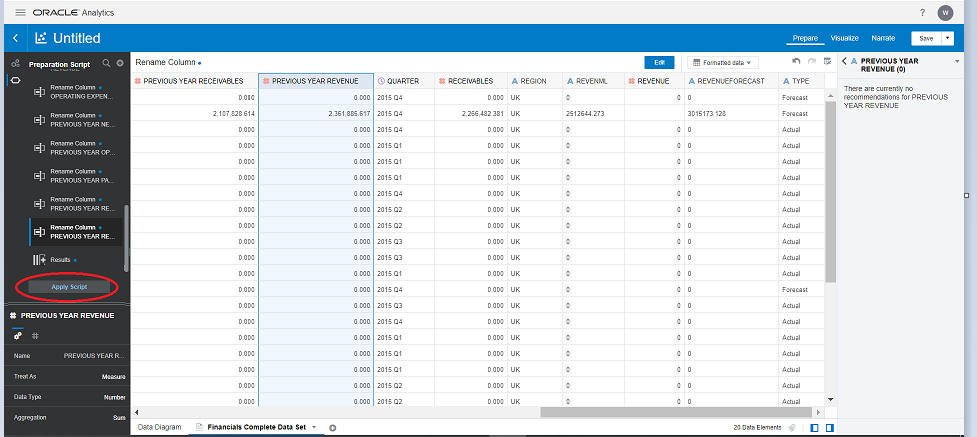 ORACLE Analytics ? W
Untitled Prepare Visualize Narrate Save
Preparation Script
Rename Column
OPERATING EXPEN...
Rename Column
PREVIOUS YEAR NE...
Rename Column
PREVIOUS YEAR OP...
Rename Column
PREVIOUS YEAR PA...
Rename Column
PREVIOUS YEAR RE...
Rename Column
PREVIOUS YEAR RE...
Results
Apply Script
# PREVIOUS YEAR REVENUE
#
Name PREVIOUS YEAR R...
Treat As Measure
Data Type Number
Aggregation Sum
Rename Column Edit Formatted data
# PREVIOUS YEAR RECEIVABLES # PREVIOUS YEAR REVENUE QUARTER # RECEIVABLES A REGION A REVENML # REVENUE A REVENUEFORECAST A TYPE
0.000 0.000 2015 Q4 0.000 UK 0 0 0 Forecast
2,107,828.614 2,361,885.617 2015 Q4 2,266,482.381 UK 2512644.273 3015173.128 Forecast
0.000 0.000 2015 Q4 0.000 UK 0 0 0 Actual
0.000 0.000 2015 Q1 0.000 UK 0 0 0 Actual
0.000 0.000 2015 Q2 0.000 UK 0 0 0 Actual
0.000 0.000 2015 Q1 0.000 UK 0 0 0 Actual
0.000 0.000 2015 Q4 0.000 UK 0 0 0 Actual
0.000 0.000 2015 Q2 0.000 UK 0 0 0 Actual
0.000 0.000 2015 Q2 0.000 UK 0 0 0 Actual
0.000 0.000 2015 Q3 0.000 UK 0 0 0 Actual
0.000 0.000 2015 Q3 0.000 UK 0 0 0 Actual
0.000 0.000 2015 Q1 0.000 UK 0 0 0 Actual
0.000 0.000 2015 Q4 0.000 UK 0 0 0 Forecast
0.000 0.000 2015 Q3 0.000 UK 0 0 0 Actual
0.000 0.000 2015 Q4 0.000 UK 0 0 0 Actual
0.000 0.000 2015 Q1 0.000 UK 0 0 0 Actual
0.000 0.000 2015 Q1 0.000 UK 0 0 0 Actual
0.000 0.000 2015 Q1 0.000 UK 0 0 0 Actual
0.000 0.000 2015 Q2 0.000 UK 0 0 0 Actual
0.000 0.000 2015 Q2 0.000 UK 0 0 0 Actual
Data Diagram Financials Complete Data Set 20 Data Elements
A PREVIOUS YEAR
REVENUE (0)
There are currently no
recommendations for PREVIOUS
YEAR REVENUE